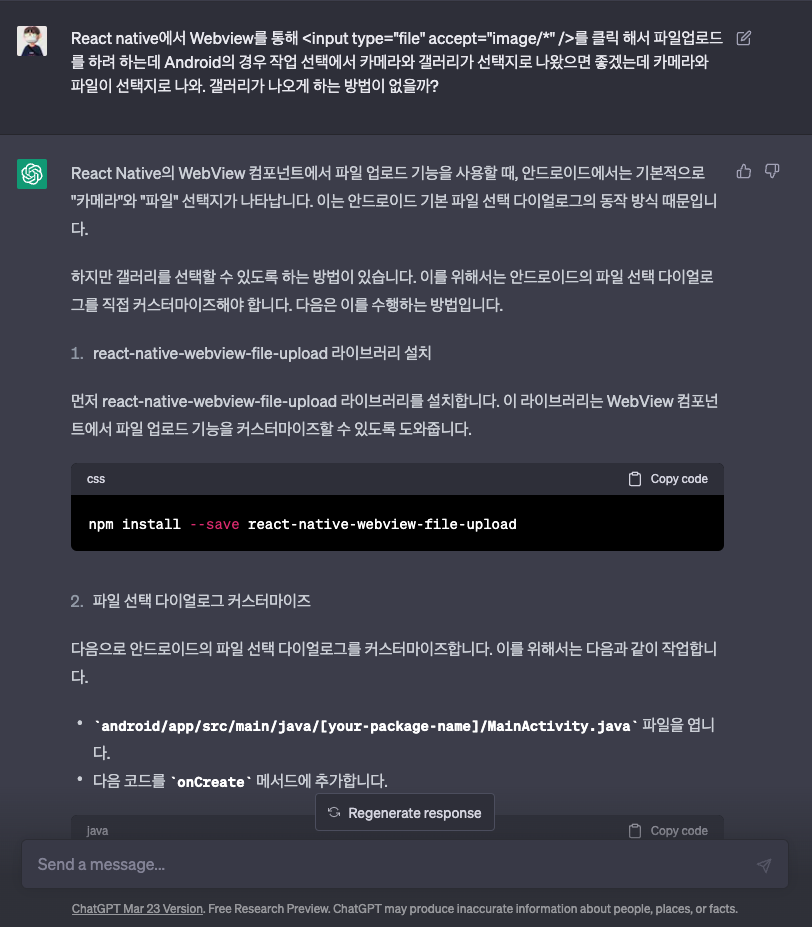 React native에서 Webview를 통해 <input type="file" accept="image/*" />를 클릭 해서 파일업로드
를 하려 하는데 Android의 경우 작업 선택에서 카메라와 갤러리가 선택지로 나왔으면 좋겠는데 카메라와
파일이 선택지로 나와. 갤러리가 나오게 하는 방법이 없을까?
React Native의 WebView 컴포넌트에서 파일 업로드 기능을 사용할 때, 안드로이드에서는 기본적으로
"카메라"와 "파일" 선택지가 나타납니다. 이는 안드로이드 기본 파일 선택 다이얼로그의 동작 방식 때문입니
다.
하지만 갤러리를 선택할 수 있도록 하는 방법이 있습니다. 이를 위해서는 안드로이드의 파일 선택 다이얼로
그를 직접 커스터마이즈해야 합니다. 다음은 이를 수행하는 방법입니다.
1. react-native-webview-file-upload 라이브러리 설치
먼저 react-native-webview-file-upload 라이브러리를 설치합니다. 이 라이브러리는 WebView 컴포넌
트에서 파일 업로드 기능을 커스터마이즈할 수 있도록 도와줍니다.
css Copy code
npm install --save react-native-webview-file-upload
2. 파일 선택 다이얼로그 커스터마이즈
다음으로 안드로이드의 파일 선택 다이얼로그를 커스터마이즈합니다. 이를 위해서는 다음과 같이 작업합니
다.
• `android/app/src/main/java/[your-package-name]/MainActivity.java` 파일을 엽니
다.
• 다음 코드를 `onCreate` 메서드에 추가합니다.
Regenerate response
java Copy code
Send a message...
ChatGPT Mar 23 Version. Free Research Preview. ChatGPT may produce inaccurate information about people, places, or facts.